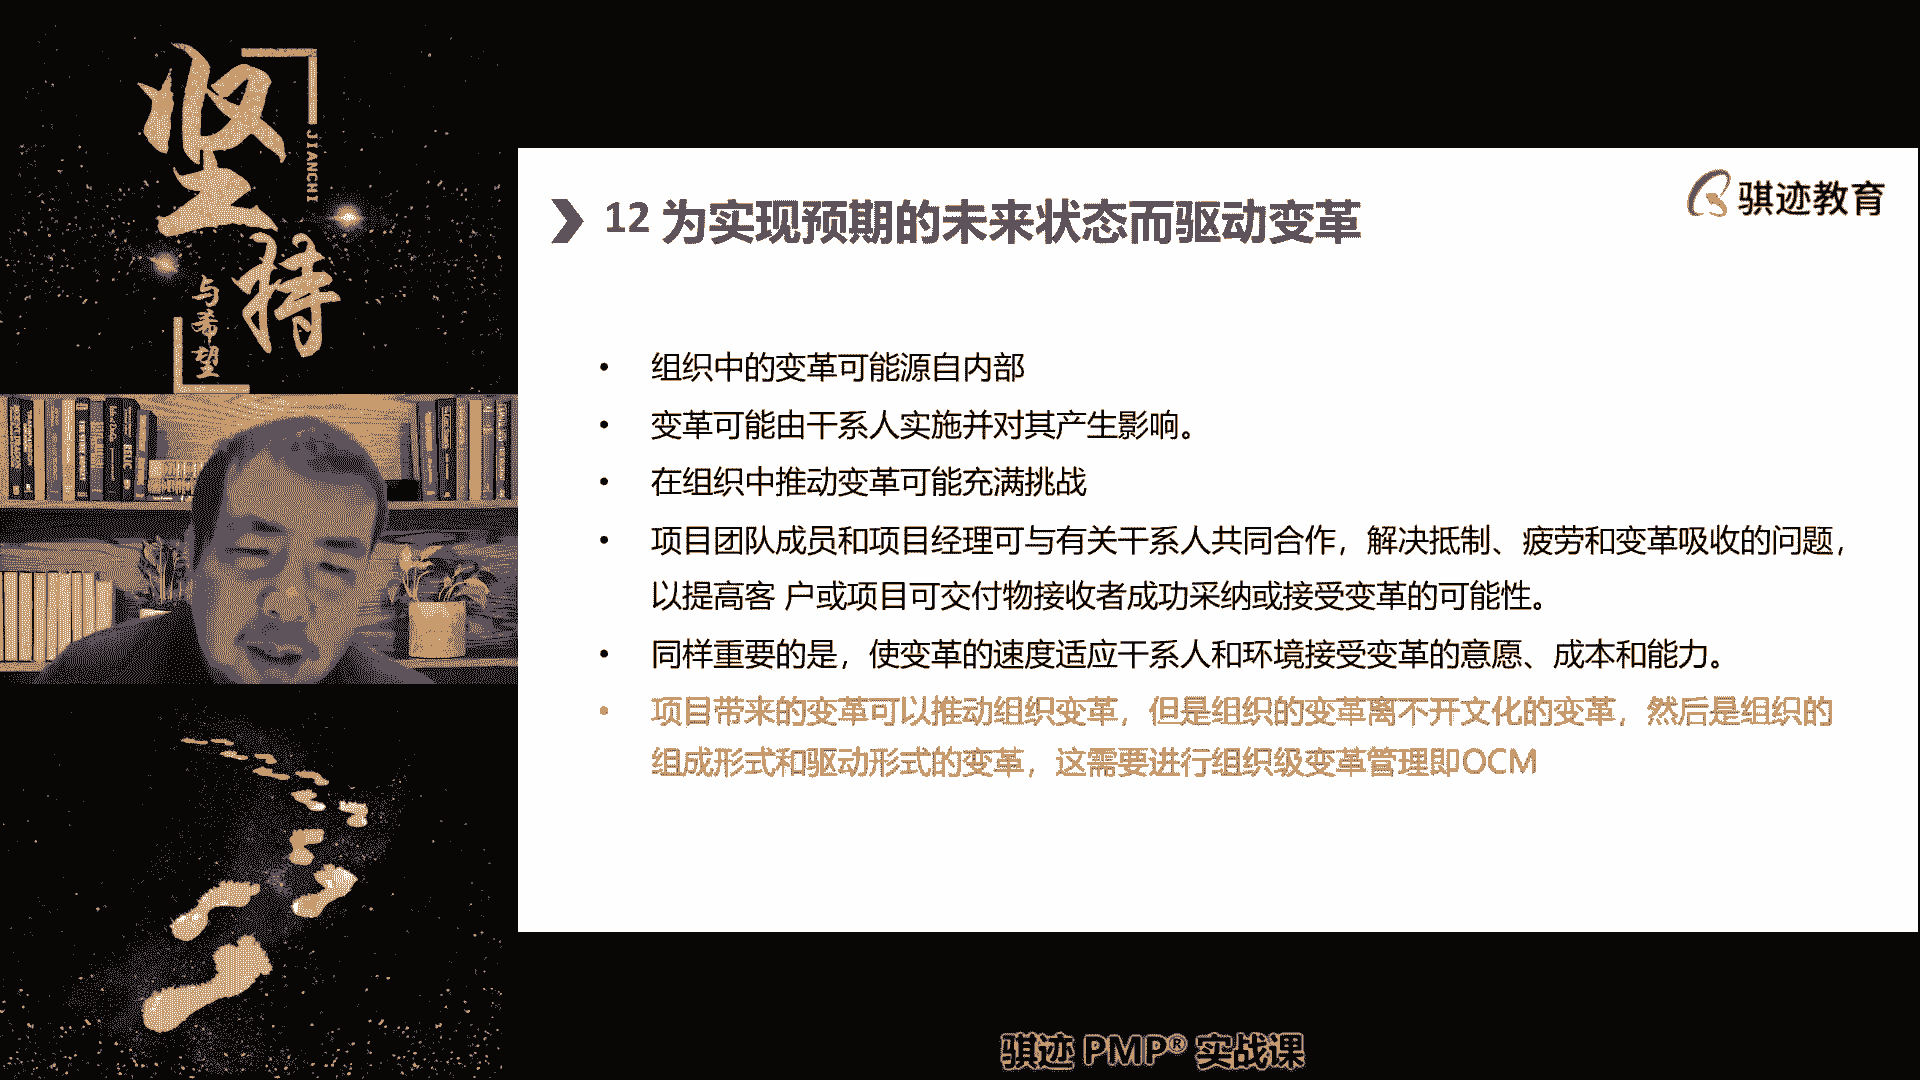 坚持
JIANCHI
与希望
骐迹教育
12 为实现预期的未来状态而驱动变革
• 组织中的变革可能源自内部
• 变革可能由干系人实施并对其产生影响。
• 在组织中推动变革可能充满挑战
• 项目团队成员和项目经理可与有关干系人共同合作，解决抵制、疲劳和变革吸收的问题，
以提高客 户或项目可交付物接收者成功采纳或接受变革的可能性。
• 同样重要的是，使变革的速度适应干系人和环境接受变革的意愿、成本和能力。
• 项目带来的变革可以推动组织变革，但是组织的变革离不开文化的变革，然后是组织的
组成形式和驱动形式的变革，这需要进行组织级变革管理即OCM
骐迹 PMP® 实战课